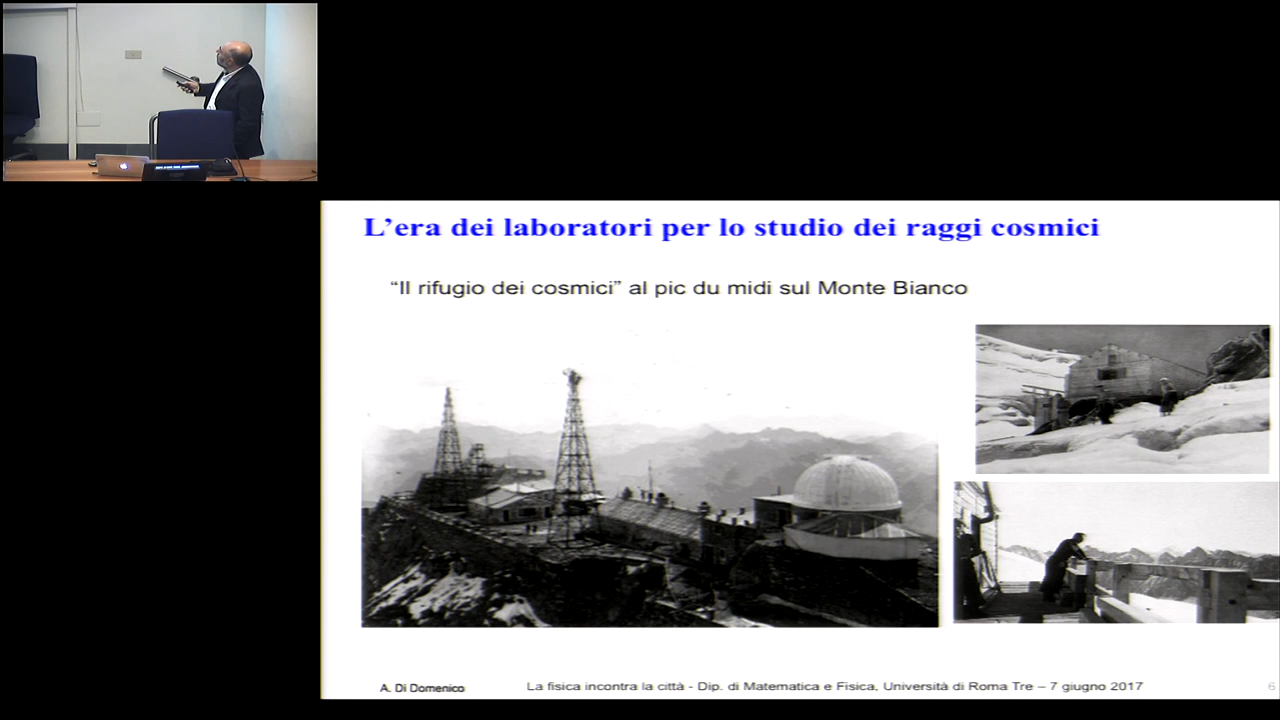 L'era dei laboratori per lo studio dei raggi cosmici
“Il rifugio dei cosmici” al pic du midi sul Monte Bianco
A. Di Domenico
La fisica incontra la città - Dip. di Matematica e Fisica, Università di Roma Tre – 7 giugno 2017
6